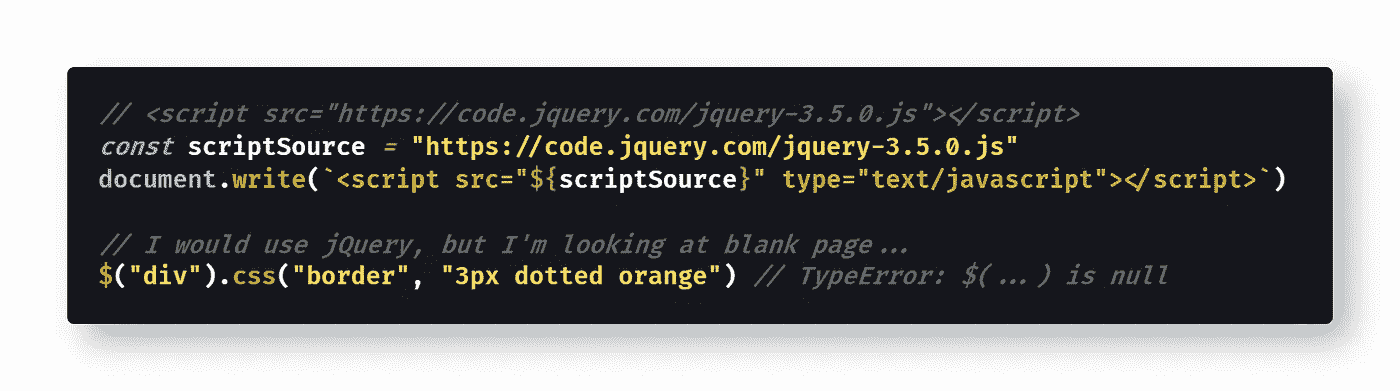 // <script src="https://code.jquery.com/jquery-3.5.0.js"></script>
const scriptSource = "https://code.jquery.com/jquery-3.5.0.js"
document.write(`<script src="${scriptSource}" type="text/javascript"></script>`)
// I would use jQuery, but I'm looking at blank page...
$("div").css("border", "3px dotted orange") // TypeError: $(...) is null